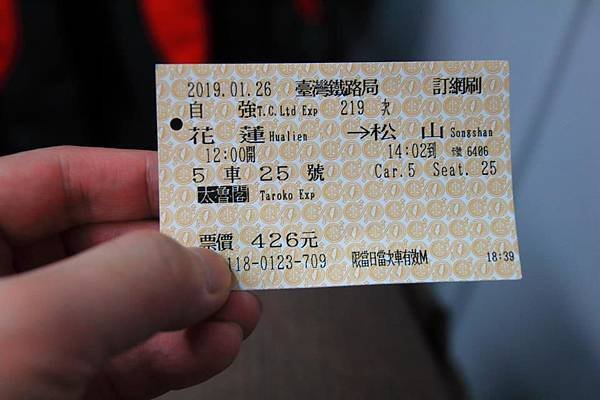 2019.01.26 臺灣鐵路局 訂網刷
自 強 T.C.Ltd Exp 219 次
花 蓮 Hualien →松 山 Songshan
12:00開 14:02到 6406
5 車 25 號 Car.5 Seat.25
太魯閣 Taroko Exp
票價 426元
118-0123-709 限當日當次車有效M
18:39